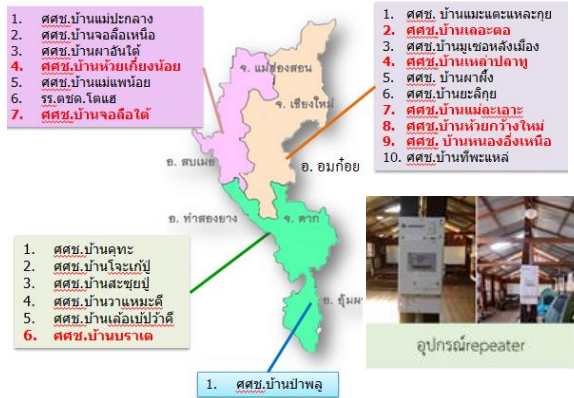 1. ศศช.บ้านแม่ปะกลาง
2. ศศช.บ้านจอลือเหนือ
3. ศศช.บ้านผาอันใต้
4. ศศช.บ้านห้วยเกี๋ยงน้อย
5. ศศช.บ้านแม่แพน้อย
6. รร.ตชด.โตแฮ
7. ศศช.บ้านจอลือใต้
1. ศศช.บ้านแมะแตะแหละกุย
2. ศศช.บ้านเลอะตอ
3. ศศช.บ้านมูเซอหลังเมือง
4. ศศช.บ้านเหล่าปลาทู
5. ศศช. บ้านผาผึ้ง
6. ศศช.บ้านยะลิกุย
7. ศศช.บ้านแม่ละเอาะ
8. ศศช.บ้านห้วยกว้างใหม่
9. ศศช. บ้านหนองอึ่งเหนือ
10. ศศช.บ้านทีพะแหล่
จ. แม่ฮ่องสอน
จ. เชียงใหม่
อ. สบเมย
อ. อมก๋อย
อ. ท่าสองยาง
จ. ตาก
อ. อุ้มผาง
1. ศศช.บ้านคุทะ
2. ศศช.บ้านโจะเก้ปู่
3. ศศช.บ้านสะซุยปู่
4. ศศช.บ้านวาแหมะคี
5. ศศช.บ้านเล้อเบ้ปว้าคี
6. ศศช.บ้านบราเด
1. ศศช.บ้านป่าพลู
อุปกรณ์repeater